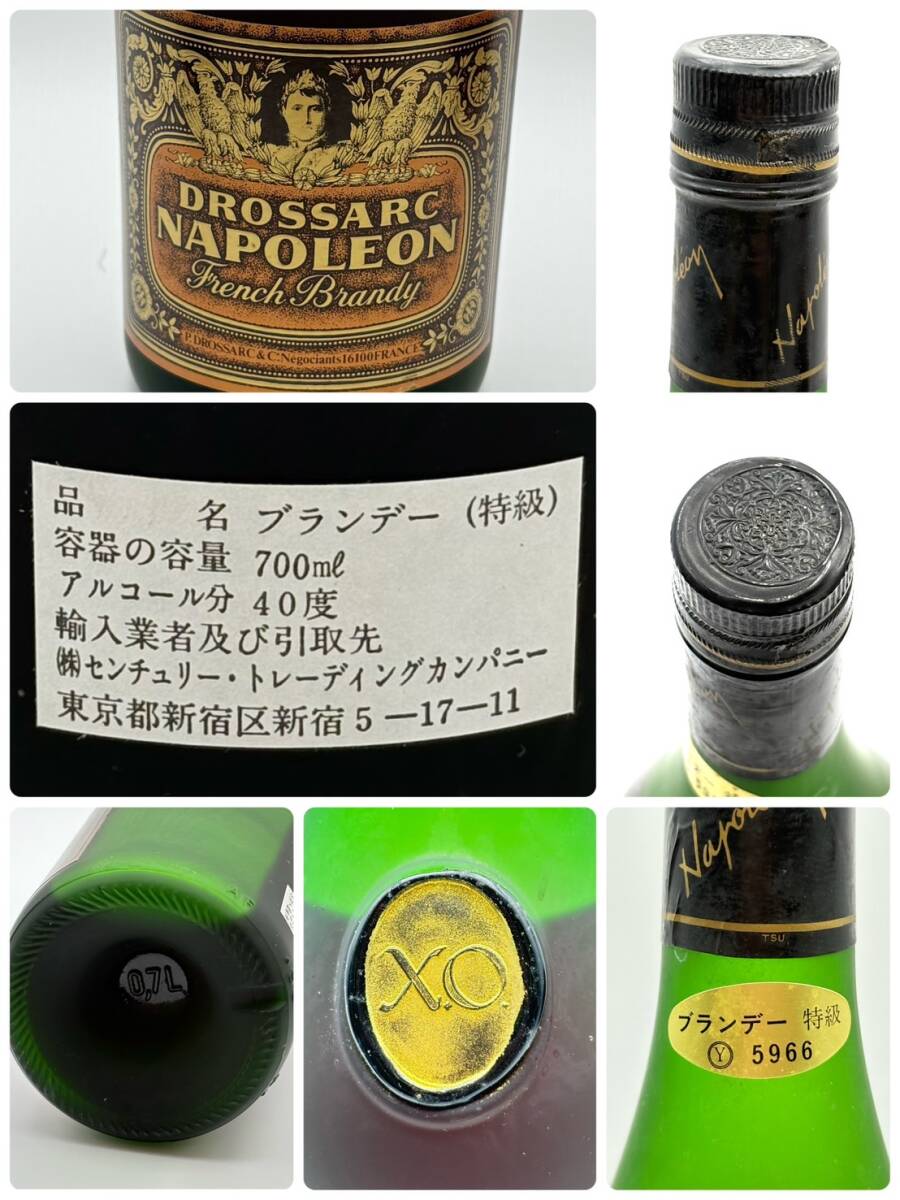 DROSSARC
NAPOLEON
French Brandy
P. DROSSARC & Cº Negociants 16100 FRANCE
Napoléon
品名 ブランデー (特級)
容器の容量 700㎖
アルコール分 40度
輸入業者及び引取先
㈱センチュリー・トレーディングカンパニー
東京都新宿区新宿5―17―11
0,7L
X.O.
Napoléon
TSU
ブランデー 特級
Ⓨ 5966